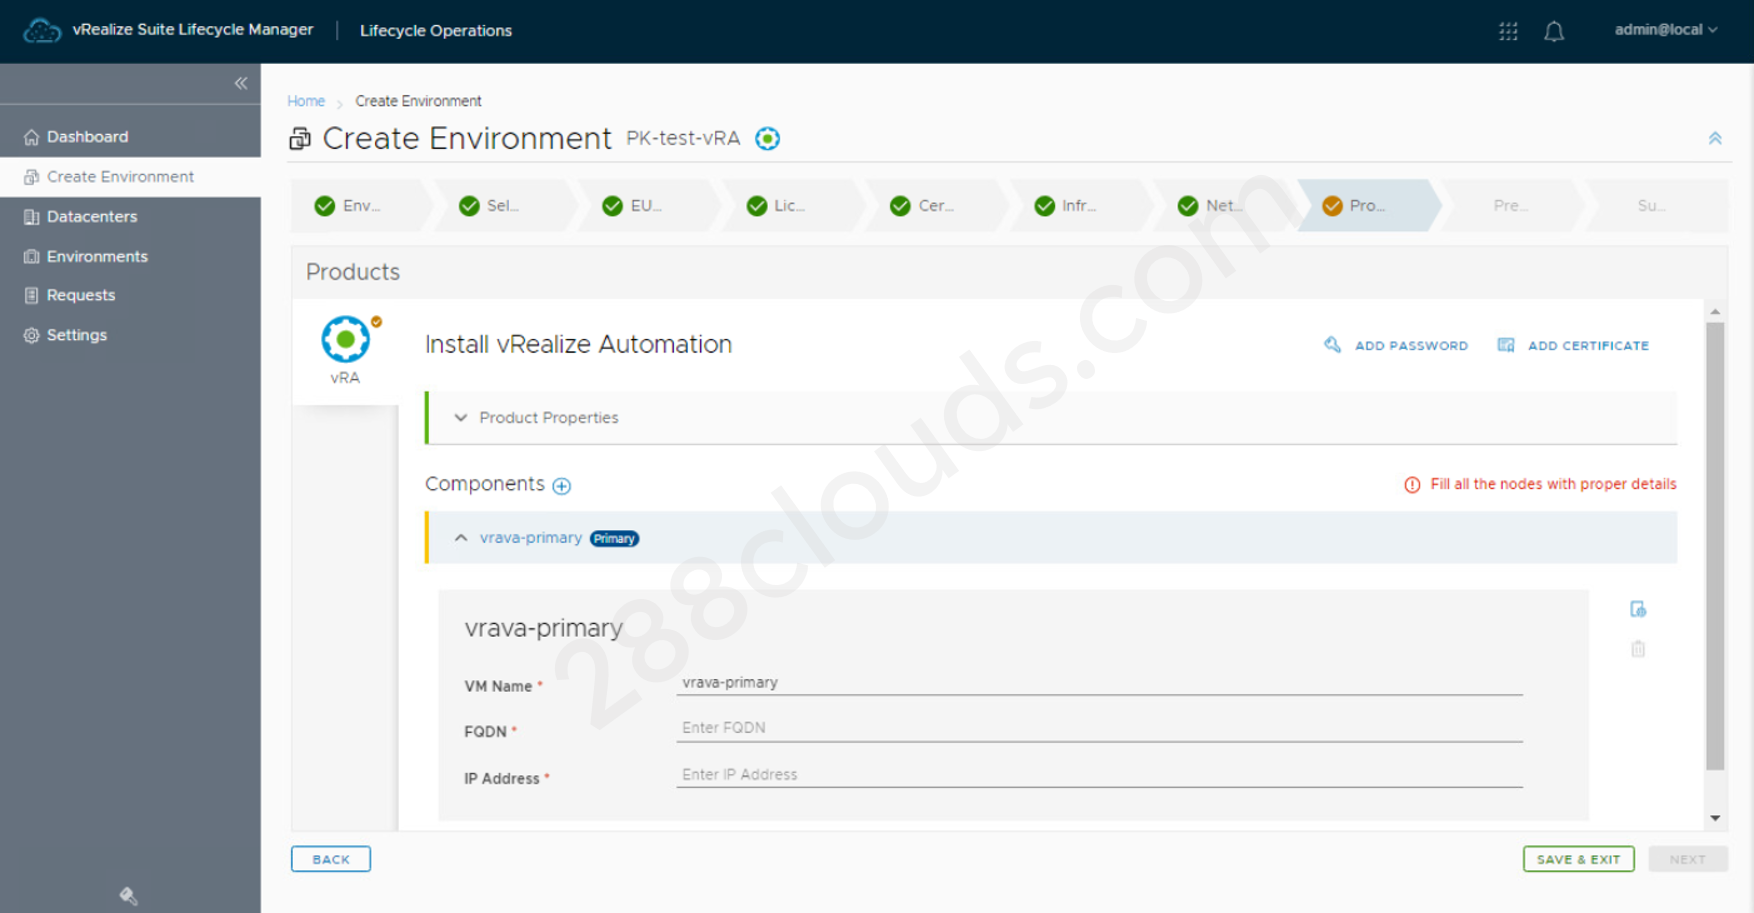 vRealize Suite Lifecycle Manager
Lifecycle Operations
admin@local
Home
Create Environment
Create Environment PK-test-vRA
Dashboard
Create Environment
Datacenters
Environments
Requests
Settings
Env...
Sel...
EU...
Lic...
Cer...
Infr...
Net...
Pro...
Pre...
Su...
Products
vRA
Install vRealize Automation
ADD PASSWORD
ADD CERTIFICATE
Product Properties
Components
Fill all the nodes with proper details
vrava-primary Primary
vrava-primary
VM Name * vrava-primary
FQDN * Enter FQDN
IP Address * Enter IP Address
BACK
SAVE & EXIT
NEXT
288clouds.com